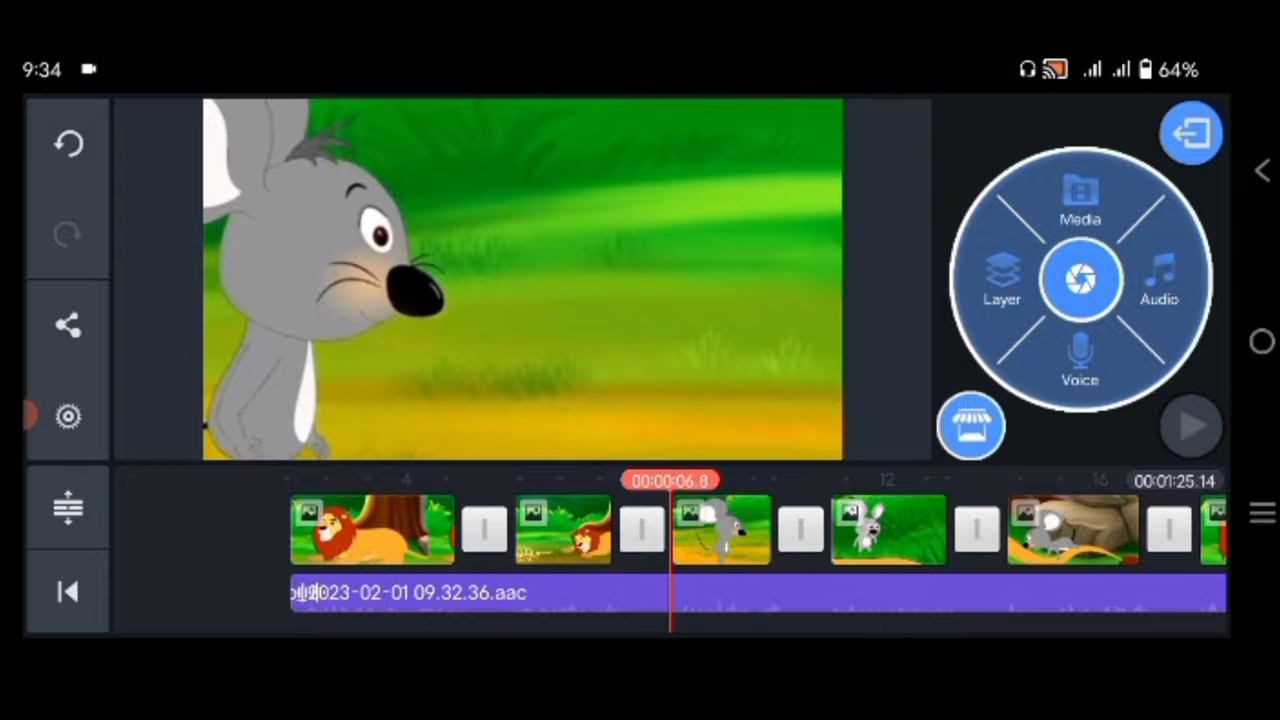 9:34
64%
Media
Layer
Audio
Voice
4
00:00:06.8
12
16
00:01:25.14
2023-02-01 09.32.36.aac